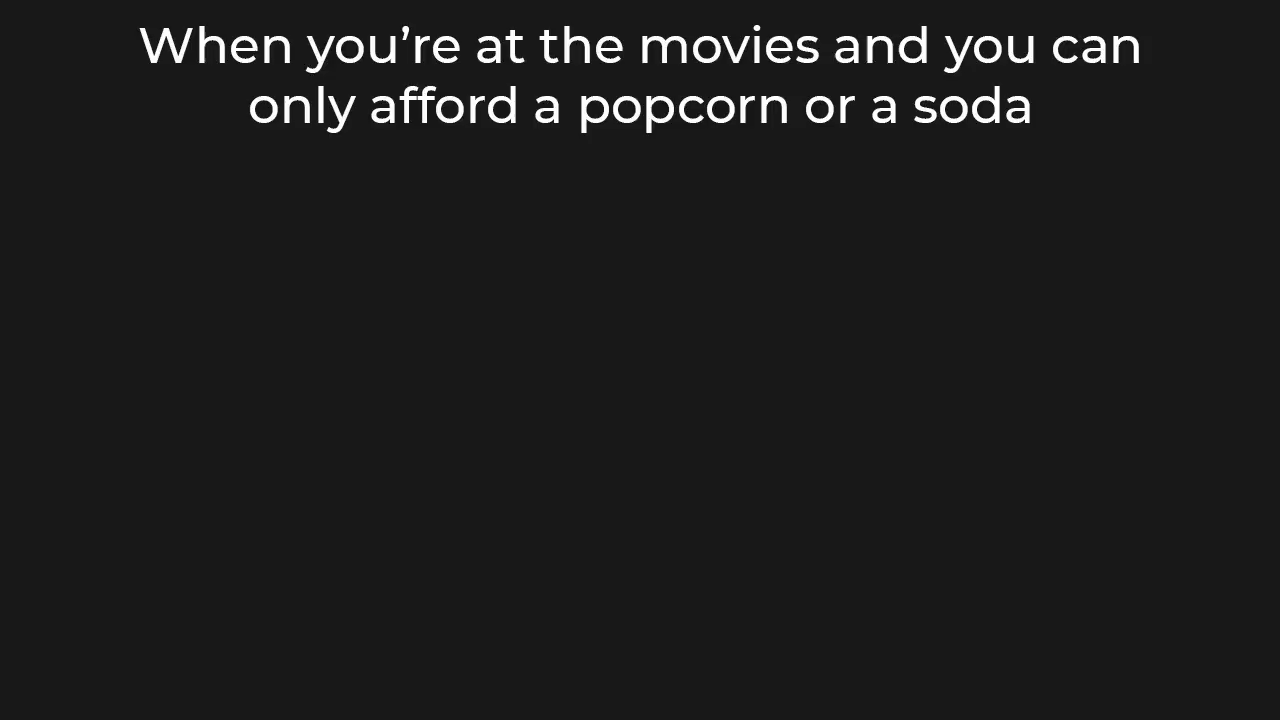 When you’re at the movies and you can
only afford a popcorn or a soda